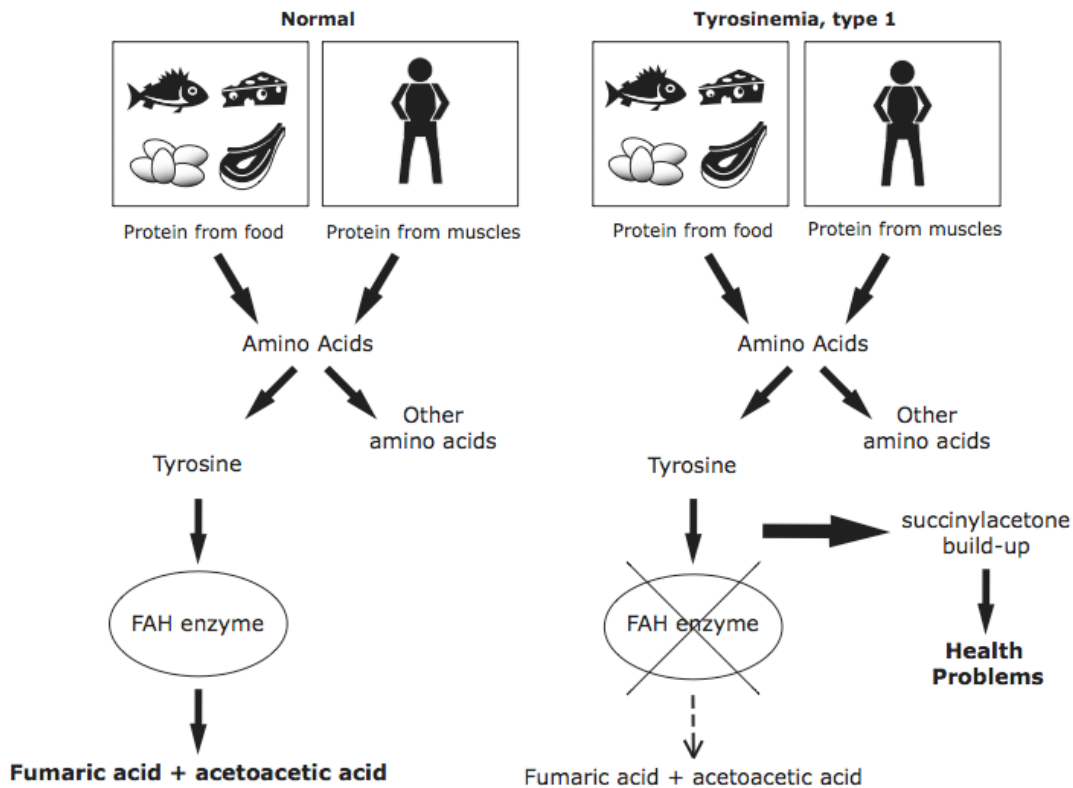 Normal
Protein from food
Protein from muscles
Amino Acids
Other
amino acids
Tyrosine
FAH enzyme
Fumaric acid + acetoacetic acid
Tyrosinemia, type 1
Protein from food
Protein from muscles
Amino Acids
Other
amino acids
Tyrosine
succinylacetone
build-up
FAH enzyme
Health
Problems
Fumaric acid + acetoacetic acid